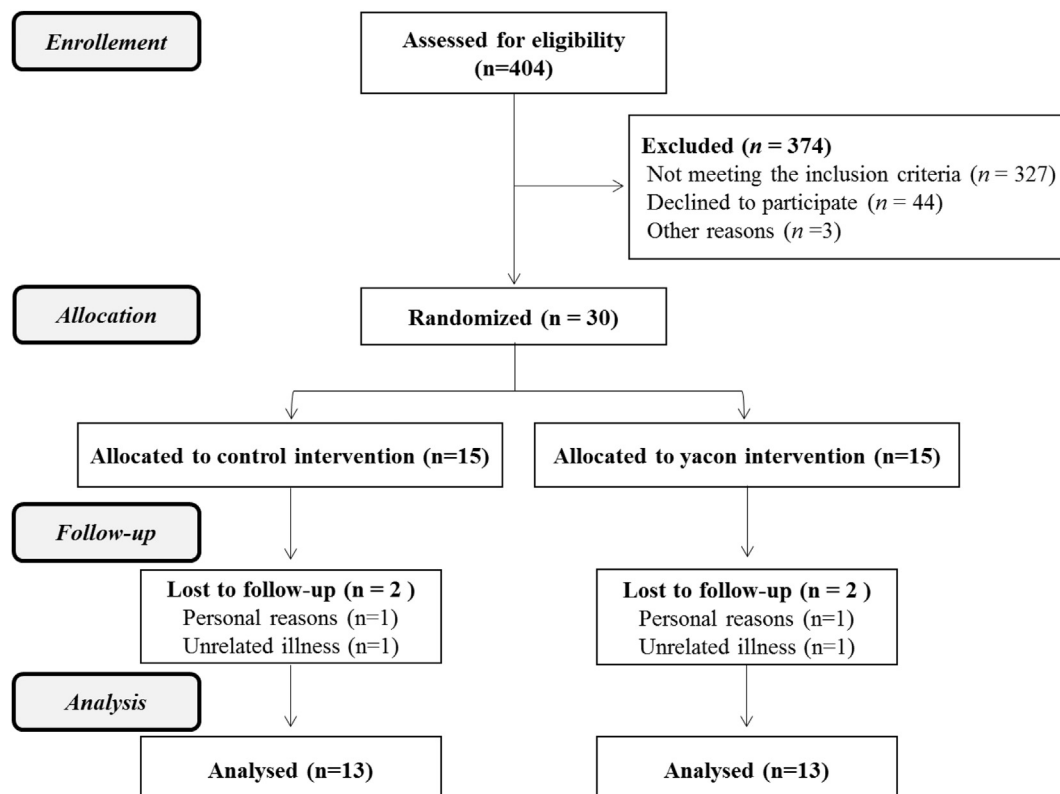 Enrollement
Assessed for eligibility
(n=404)
Excluded (n = 374)
Not meeting the inclusion criteria (n = 327)
Declined to participate (n = 44)
Other reasons (n =3)
Allocation
Randomized (n = 30)
Allocated to control intervention (n=15)
Allocated to yacon intervention (n=15)
Follow-up
Lost to follow-up (n = 2 )
Personal reasons (n=1)
Unrelated illness (n=1)
Lost to follow-up (n = 2 )
Personal reasons (n=1)
Unrelated illness (n=1)
Analysis
Analysed (n=13)
Analysed (n=13)